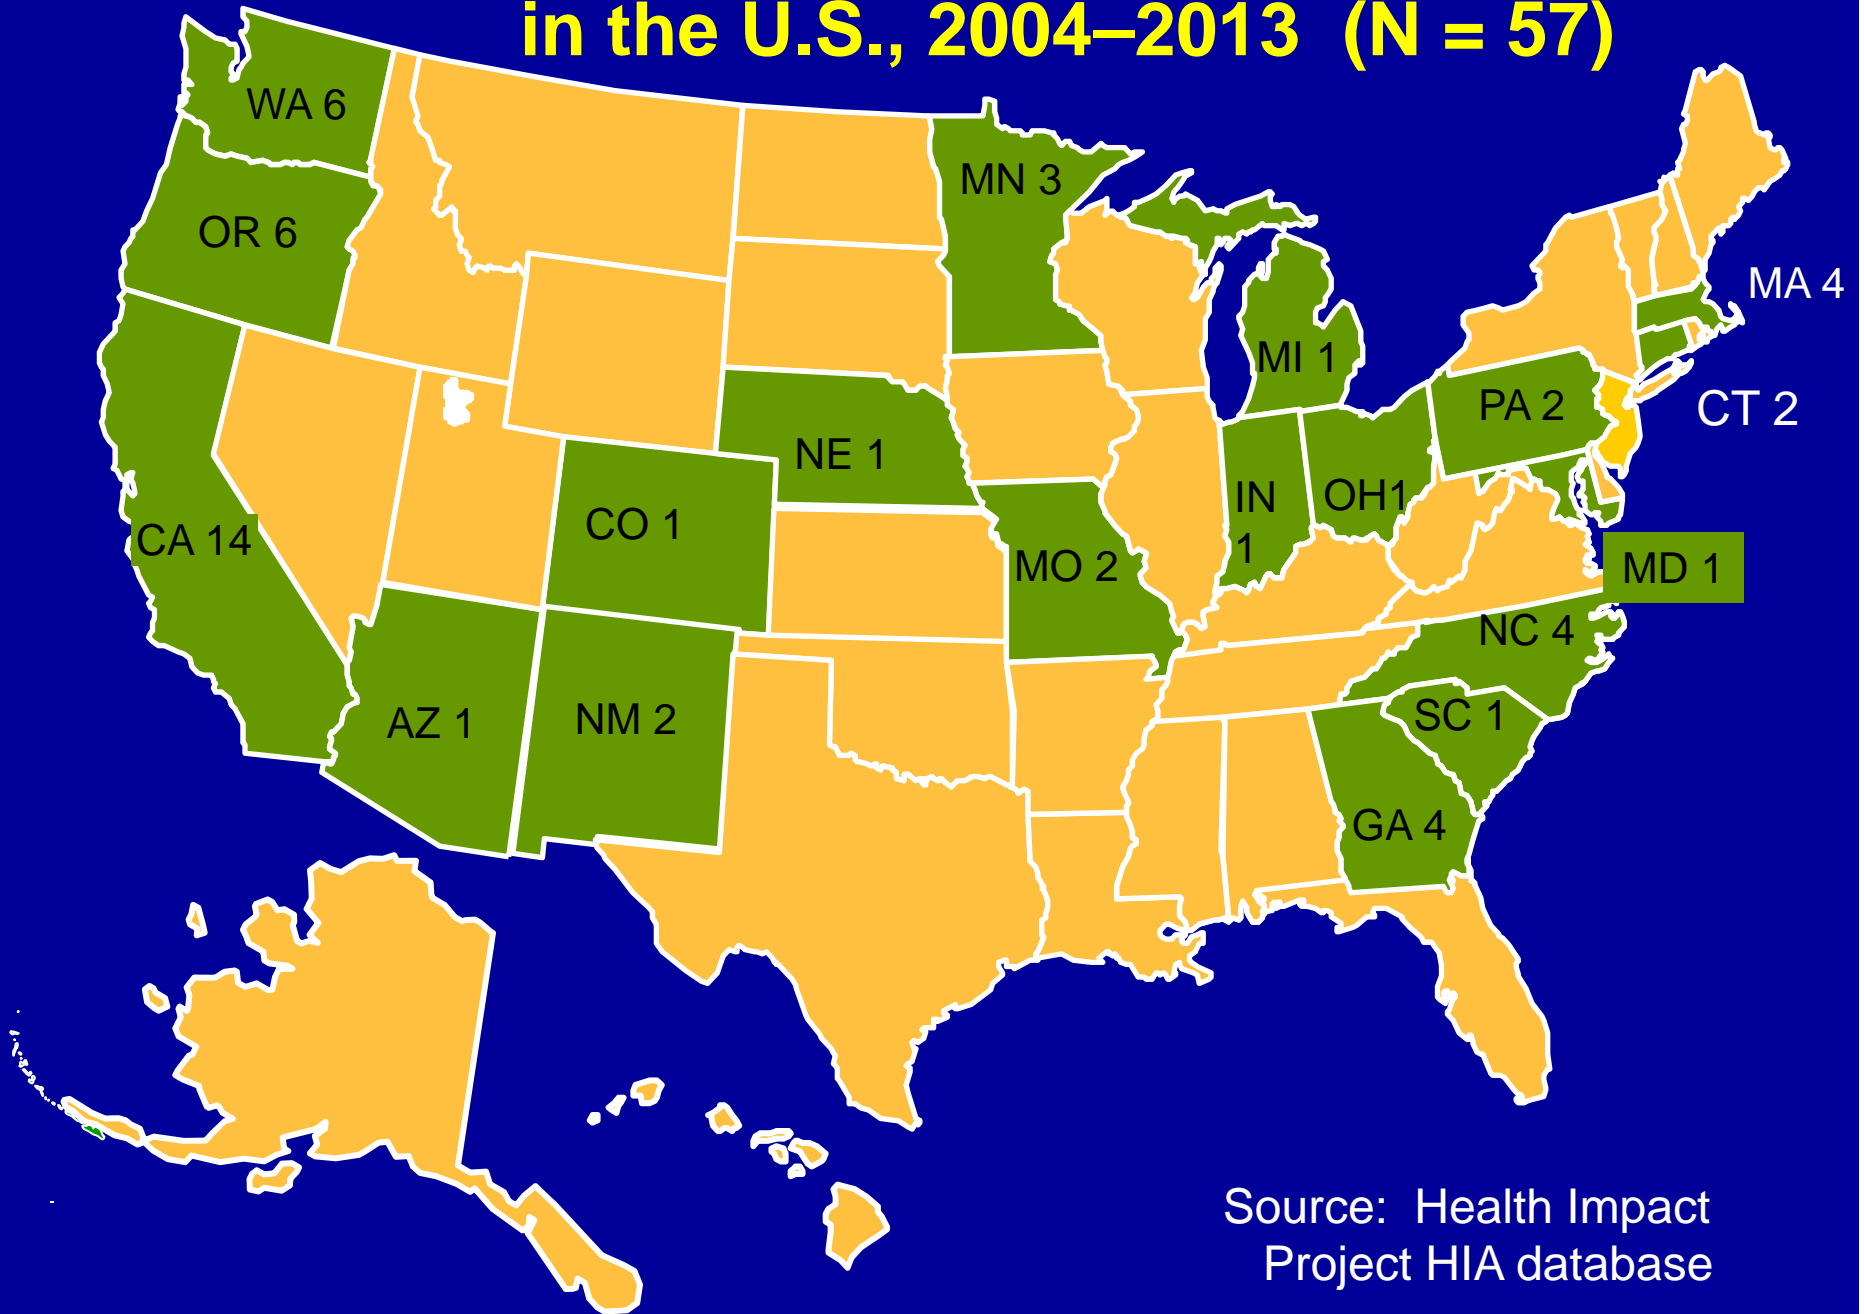 in the U.S., 2004–2013 (N = 57)
WA 6
MN 3
OR 6
MA 4
MI 1
PA 2
CT 2
NE 1
IN
1
OH1
CO 1
CA 14
MO 2
MD 1
NC 4
AZ 1
NM 2
SC 1
GA 4
Source: Health Impact
Project HIA database